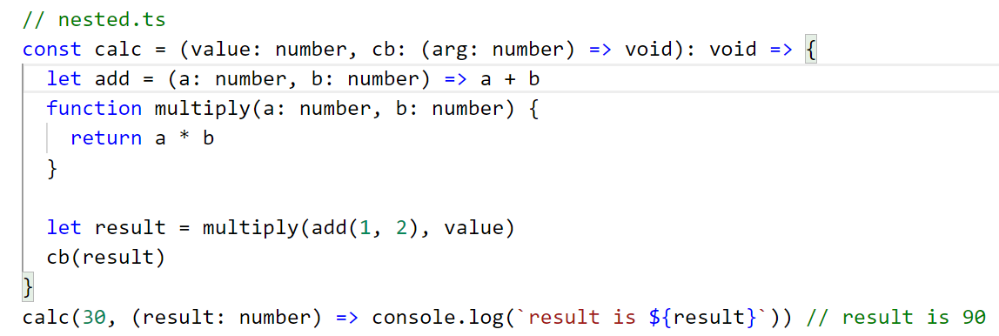 // nested.ts
const calc = (value: number, cb: (arg: number) => void): void => {
  let add = (a: number, b: number) => a + b
  function multiply(a: number, b: number) {
    return a * b
  }

  let result = multiply(add(1, 2), value)
  cb(result)
}
calc(30, (result: number) => console.log(`result is ${result}`)) // result is 90